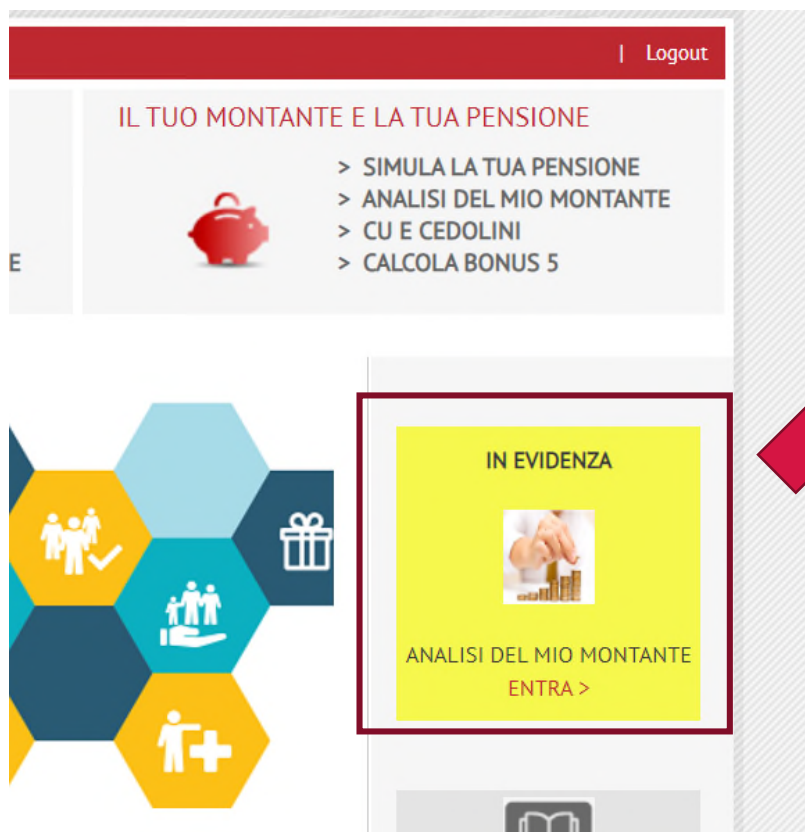 | Logout
IL TUO MONTANTE E LA TUA PENSIONE
> SIMULA LA TUA PENSIONE
> ANALISI DEL MIO MONTANTE
> CU E CEDOLINI
> CALCOLA BONUS 5
E
IN EVIDENZA
ANALISI DEL MIO MONTANTE
ENTRA >